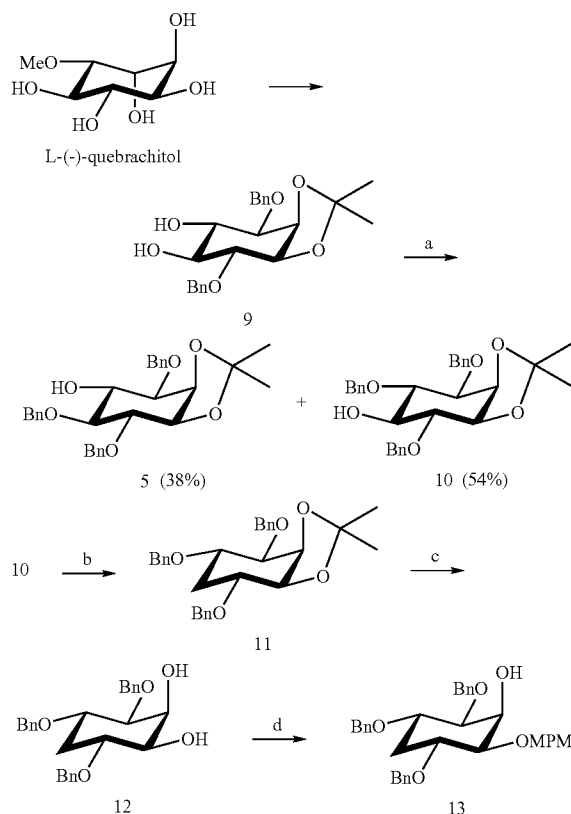 OH
MeO
HO
HO
OH
OH
L-(-)-quebrachitol
O
BnO
HO
HO
O
BnO
a
9
O
BnO
HO
BnO
O
BnO
5 (38%)
+
O
BnO
BnO
HO
O
BnO
10 (54%)
10
b
O
BnO
BnO
O
BnO
11
c
OH
BnO
BnO
OH
BnO
12
d
OH
BnO
BnO
OMPM
BnO
13